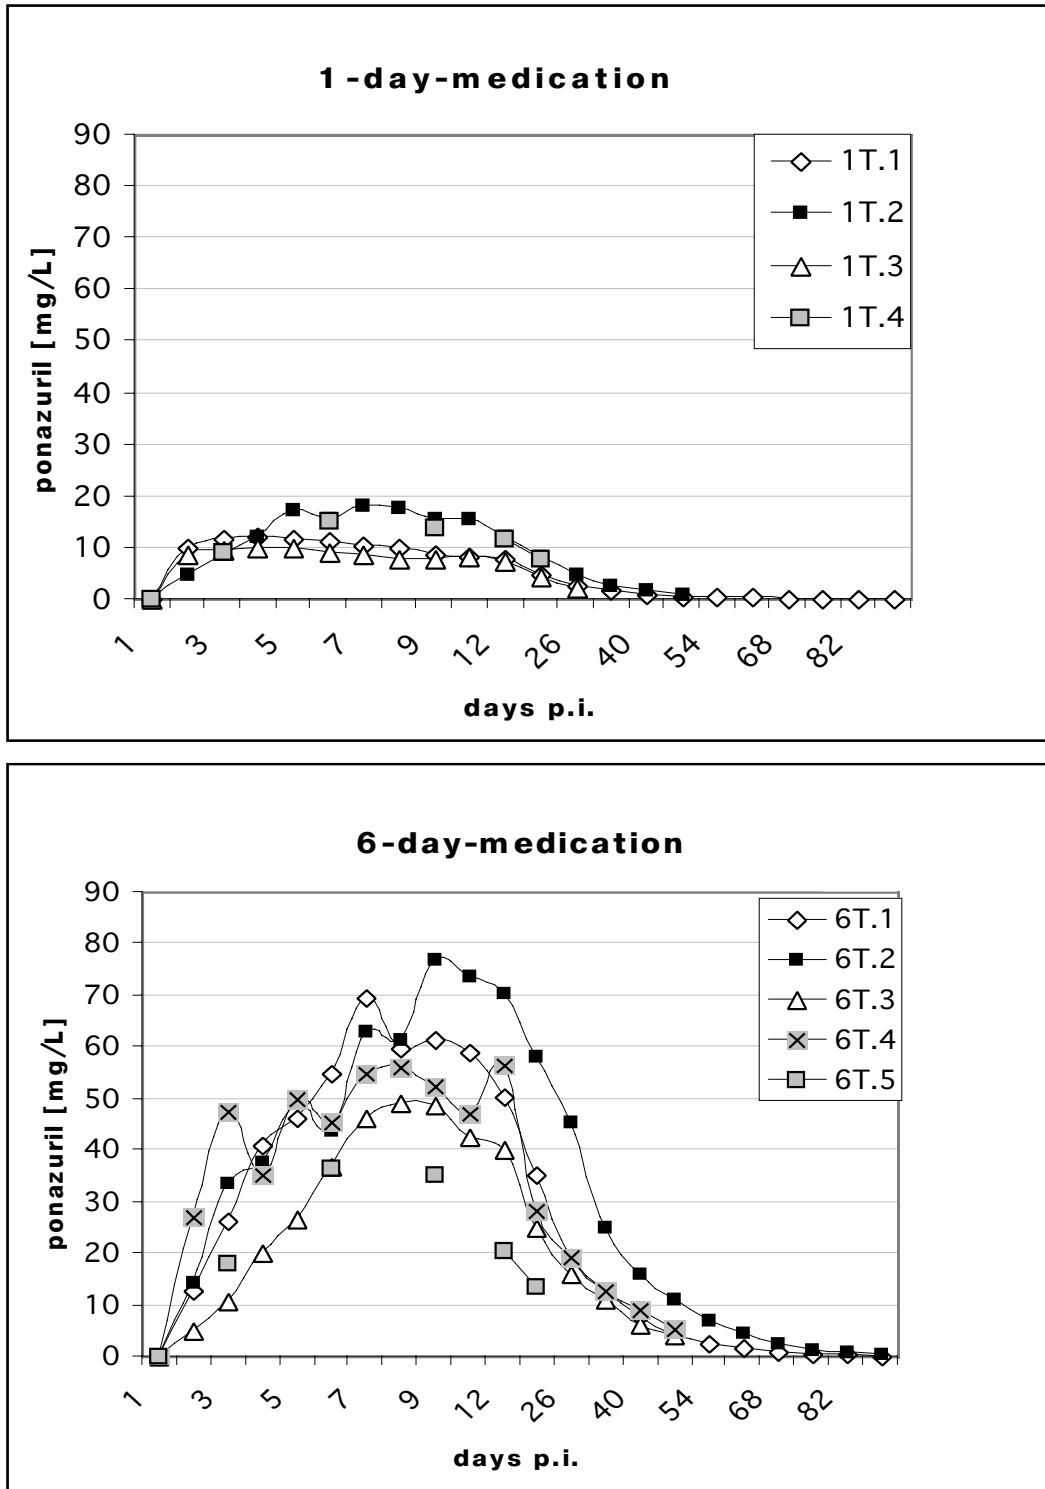 1-day-medication
90
80
70
60
50
40
30
20
10
0
ponazuril [mg/L]
1T.1
1T.2
1T.3
1T.4
1 3 5 7 9 12 26 40 54 68 82
days p.i.
6-day-medication
90
80
70
60
50
40
30
20
10
0
ponazuril [mg/L]
6T.1
6T.2
6T.3
6T.4
6T.5
1 3 5 7 9 12 26 40 54 68 82
days p.i.